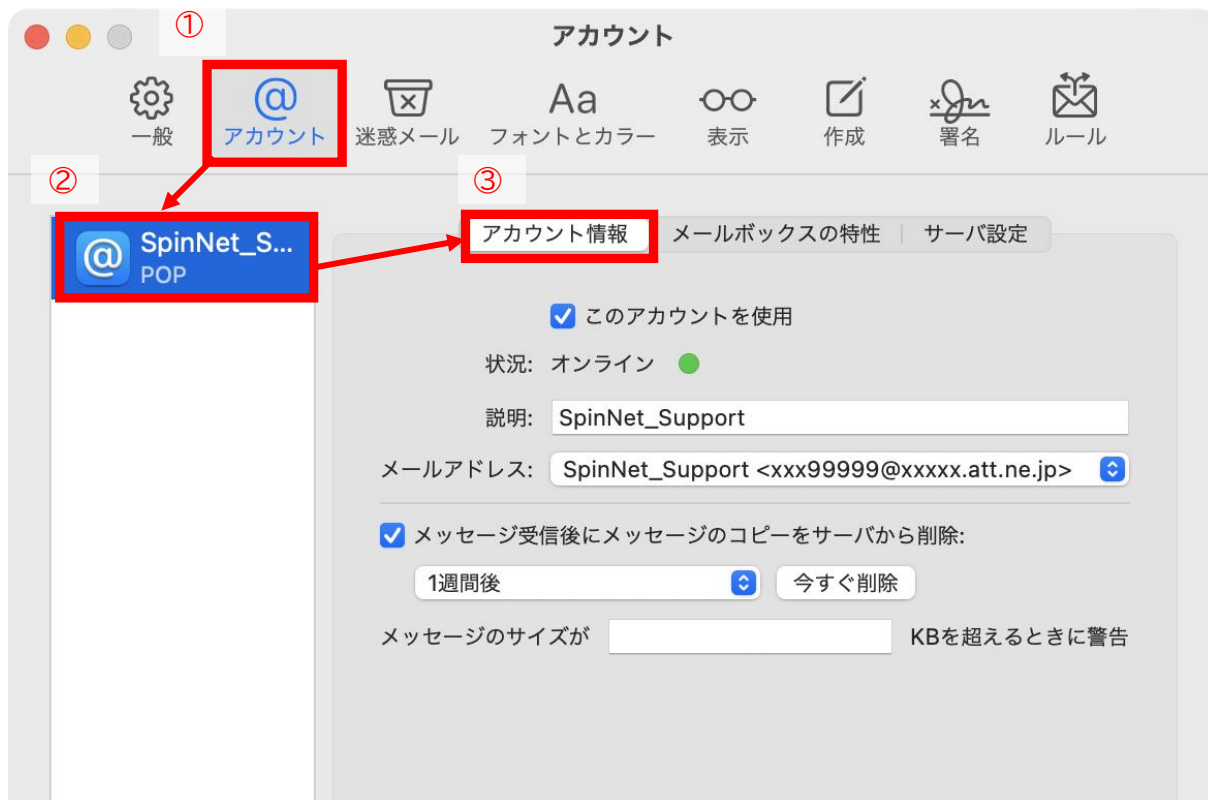 ①
アカウント
一般
@
アカウント
迷惑メール
Aa
フォントとカラー
表示
作成
署名
ルール
②
③
@
SpinNet_S...
POP
アカウント情報
メールボックスの特性
サーバ設定
このアカウントを使用
状況: オンライン
説明: SpinNet_Support
メールアドレス: SpinNet_Support <xxx99999@xxxxx.att.ne.jp>
メッセージ受信後にメッセージのコピーをサーバから削除:
1週間後
今すぐ削除
メッセージのサイズが KBを超えるときに警告